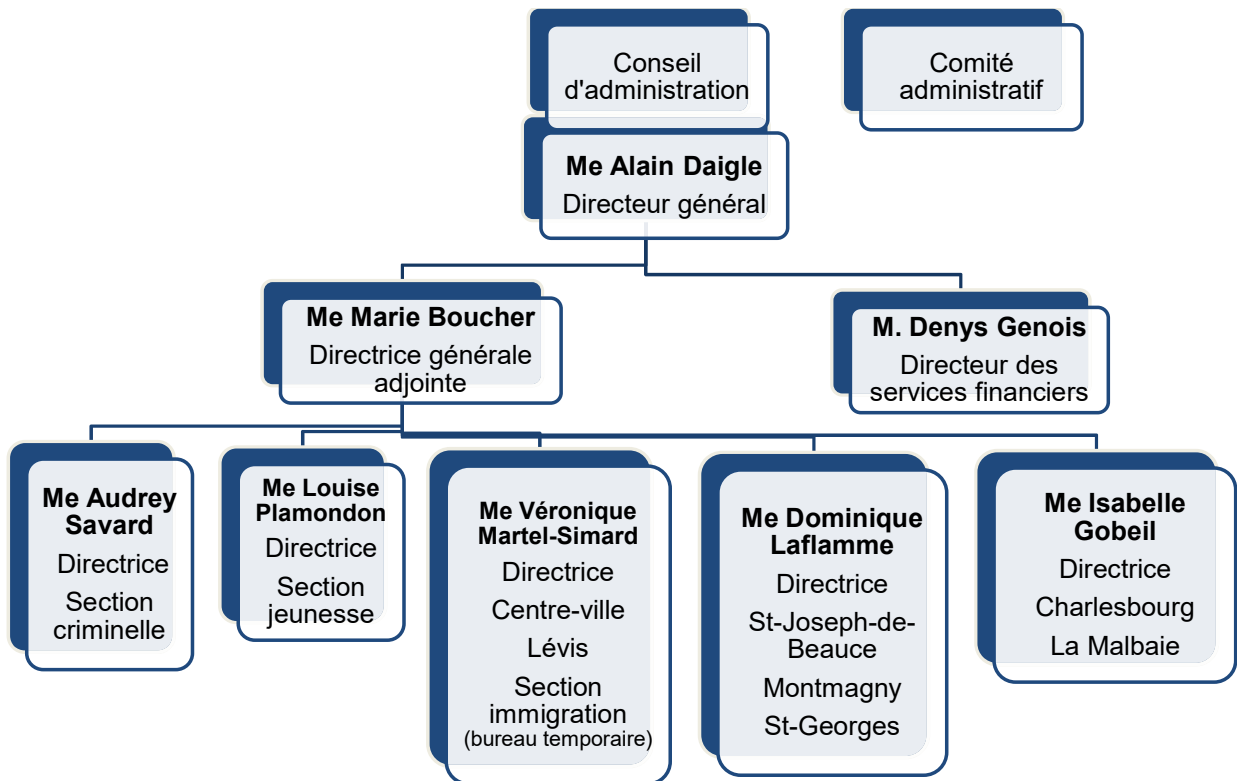 Conseil
d'administration
Comité
administratif
Me Alain Daigle
Directeur général
Me Marie Boucher
Directrice générale
adjointe
M. Denys Genois
Directeur des
services financiers
Me Audrey
Savard
Directrice
Section
criminelle
Me Louise
Plamondon
Directrice
Section
jeunesse
Me Véronique
Martel-Simard
Directrice
Centre-ville
Lévis
Section
immigration
(bureau temporaire)
Me Dominique
Laflamme
Directrice
St-Joseph-de-
Beauce
Montmagny
St-Georges
Me Isabelle
Gobeil
Directrice
Charlesbourg
La Malbaie